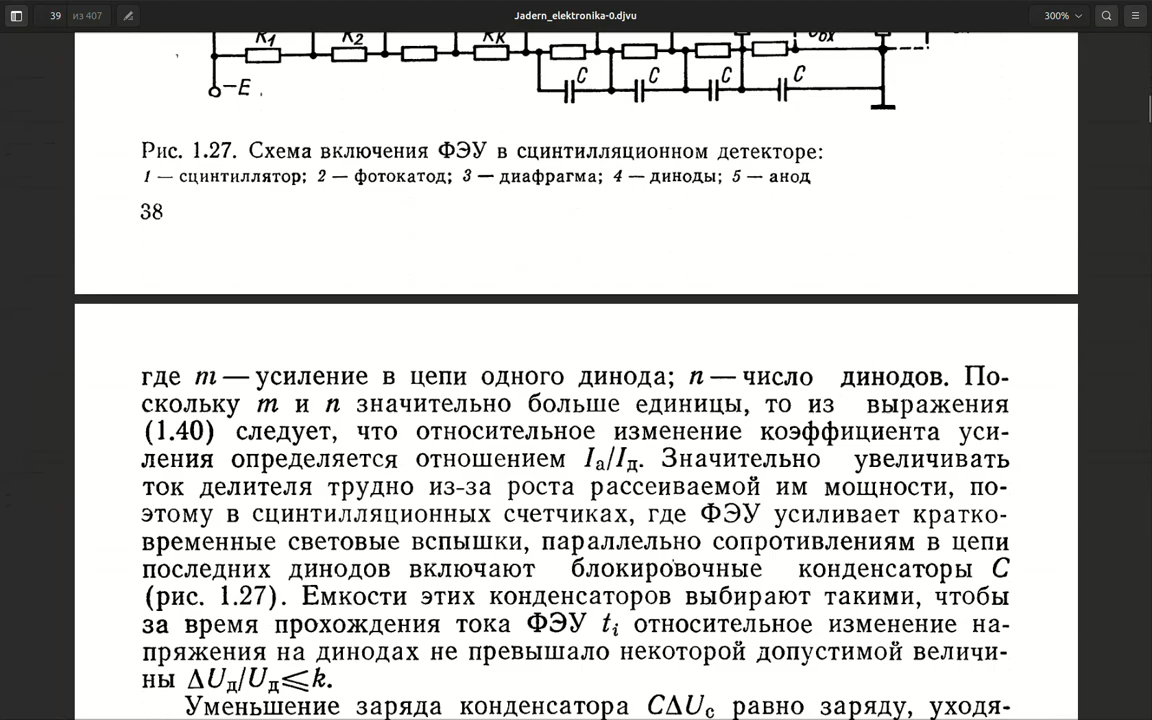 39 из 407
Jadern_elektronika-0.djvu
300%
R1 R2 Rк
−E
C C C C
Рис. 1.27. Схема включения ФЭУ в сцинтилляционном детекторе:
1 — сцинтиллятор; 2 — фотокатод; 3 — диафрагма; 4 — диноды; 5 — анод
38
где m — усиление в цепи одного динода; n — число динодов. По-
скольку m и n значительно больше единицы, то из выражения
(1.40) следует, что относительное изменение коэффициента уси-
ления определяется отношением Iа/Iд. Значительно увеличивать
ток делителя трудно из-за роста рассеиваемой им мощности, по-
этому в сцинтилляционных счетчиках, где ФЭУ усиливает кратко-
временные световые вспышки, параллельно сопротивлениям в цепи
последних динодов включают блокировочные конденсаторы C
(рис. 1.27). Емкости этих конденсаторов выбирают такими, чтобы
за время прохождения тока ФЭУ ti относительное изменение на-
пряжения на динодах не превышало некоторой допустимой величи-
ны ΔUд/Uд⩽k.
Уменьшение заряда конденсатора CΔUс равно заряду, уходя-